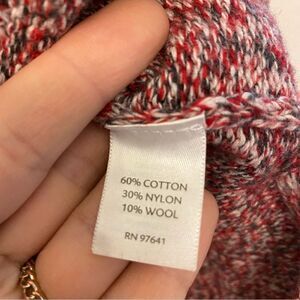 60% COTTON
30% NYLON
10% WOOL
RN 97641